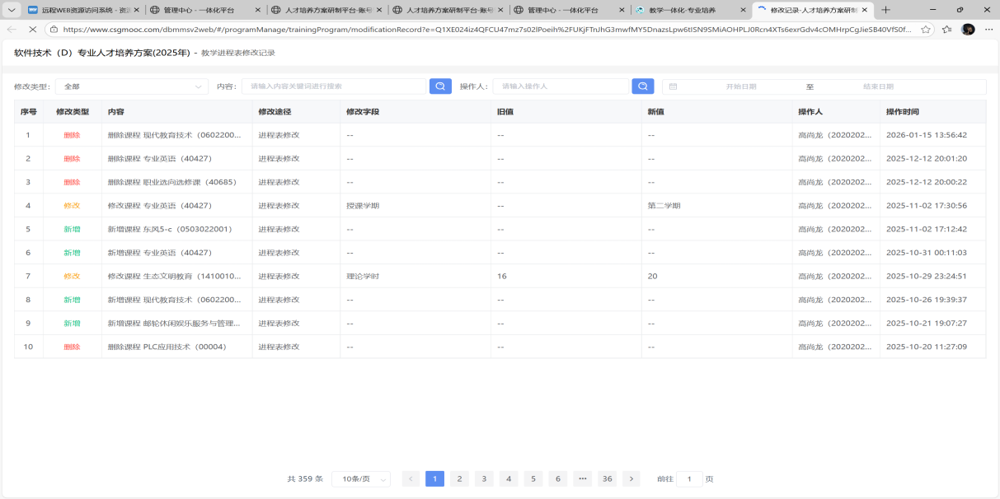 远程WEB资源访问系统 - 资源
管理中心 - 一体化平台
人才培养方案研制平台-账号
人才培养方案研制平台-账号
管理中心 - 一体化平台
教学一体化-专业培养
修改记录-人才培养方案研制
软件技术（D）专业人才培养方案(2025年) - 教学进程表修改记录
修改类型: 全部 内容: 请输入内容关键词进行搜索 操作人: 请输入操作人 开始日期 至 结束日期
序号 修改类型 内容 修改途径 修改字段 旧值 新值 操作人 操作时间
1 删除 删除课程 现代教育技术（0602200... 进程表修改 -- -- -- 高尚龙（2020202... 2026-01-15 13:56:42
2 删除 删除课程 专业英语（40427） 进程表修改 -- -- -- 高尚龙（2020202... 2025-12-12 20:01:20
3 删除 删除课程 职业选向选修课（40685） 进程表修改 -- -- -- 高尚龙（2020202... 2025-12-12 20:00:22
4 修改 修改课程 专业英语（40427） 进程表修改 授课学期 -- 第二学期 高尚龙（2020202... 2025-11-02 17:30:56
5 新增 新增课程 东风5-c（0503022001） 进程表修改 -- -- -- 高尚龙（2020202... 2025-11-02 17:12:42
6 新增 新增课程 专业英语（40427） 进程表修改 -- -- -- 高尚龙（2020202... 2025-10-31 00:11:03
7 修改 修改课程 生态文明教育（1410010... 进程表修改 理论学时 16 20 高尚龙（2020202... 2025-10-29 23:24:51
8 新增 新增课程 现代教育技术（0602200... 进程表修改 -- -- -- 高尚龙（2020202... 2025-10-26 19:39:37
9 新增 新增课程 邮轮休闲娱乐服务与管理... 进程表修改 -- -- -- 高尚龙（2020202... 2025-10-21 19:07:27
10 删除 删除课程 PLC应用技术（00004） 进程表修改 -- -- -- 高尚龙（2020202... 2025-10-20 11:27:09
共 359 条 10条/页 1 2 3 4 5 6 ••• 36 前往 1 页